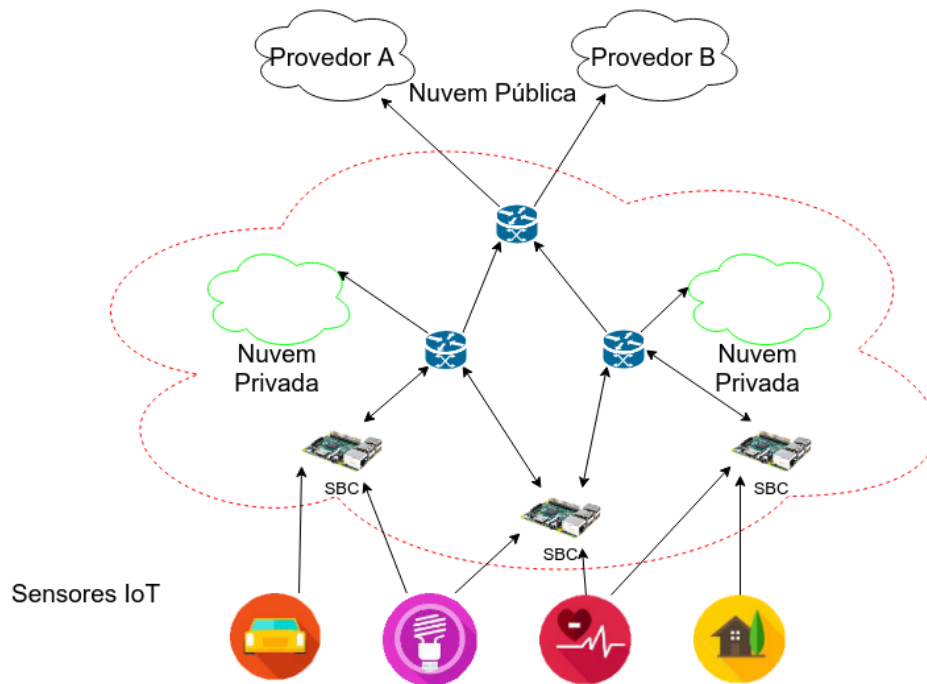 Provedor A
Provedor B
Nuvem Pública
Nuvem
Privada
Nuvem
Privada
SBC
SBC
SBC
Sensores IoT